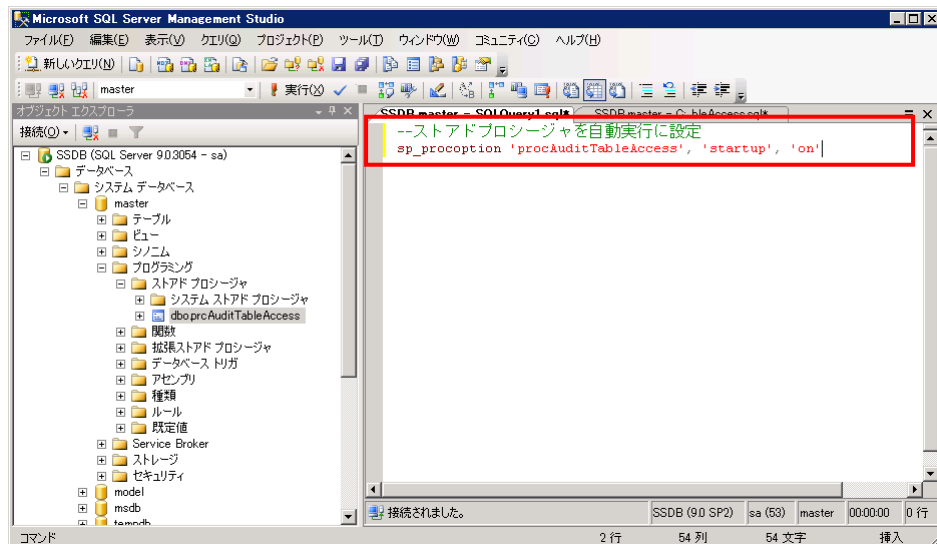 Microsoft SQL Server Management Studio
ファイル(F) 編集(E) 表示(V) クエリ(Q) プロジェクト(P) ツール(T) ウィンドウ(W) コミュニティ(C) ヘルプ(H)
新しいクエリ(N)
master 実行(X)
オブジェクト エクスプローラ
接続(O)
SSDB (SQL Server 9.0.3054 - sa)
データベース
システム データベース
master
テーブル
ビュー
シノニム
プログラミング
ストアド プロシージャ
システム ストアド プロシージャ
dbo.prcAuditTableAccess
関数
拡張ストアド プロシージャ
データベース トリガ
アセンブリ
種類
ルール
既定値
Service Broker
ストレージ
セキュリティ
model
msdb
tempdb
SSDB.master - SQLQuery1.sql* SSDB.master - C:
--ストアドプロシージャを自動実行に設定
sp_procoption 'procAuditTableAccess', 'startup', 'on'
接続されました。 SSDB (9.0 SP2) sa (53) master 00:00:00 0 行
コマンド 2 行 54 列 54 文字 挿入